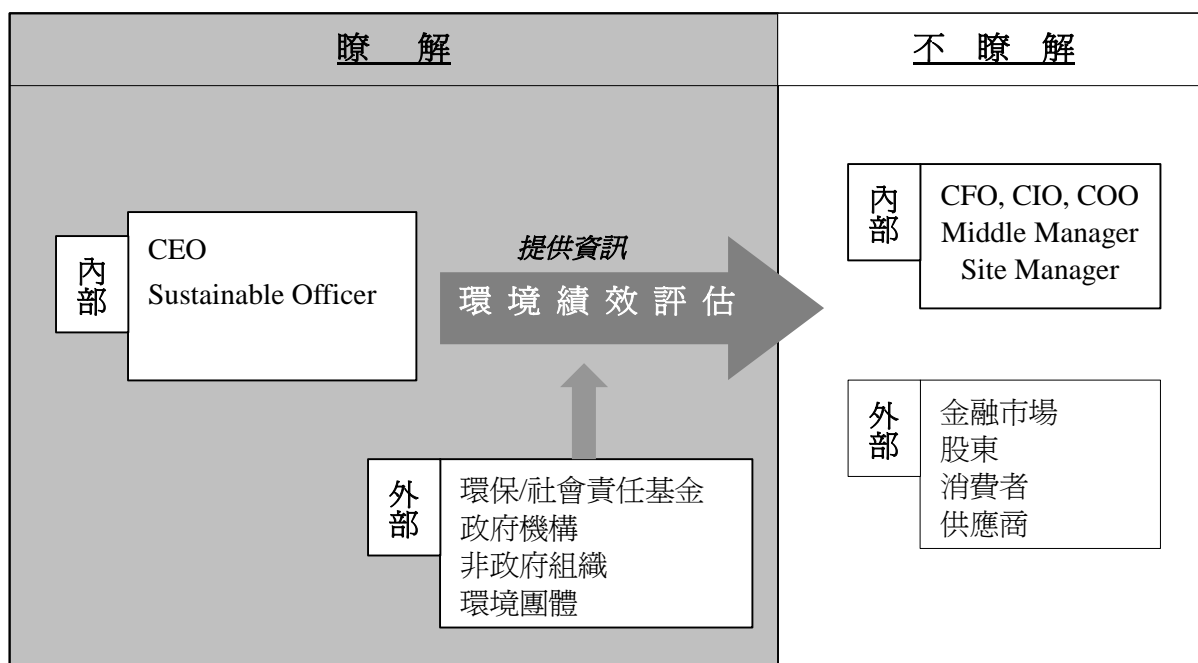 瞭 解
不 瞭 解
內部
CEO
Sustainable Officer
提供資訊
環境績效評估
外部
環保/社會責任基金
政府機構
非政府組織
環境團體
內部
CFO, CIO, COO
Middle Manager
Site Manager
外部
金融市場
股東
消費者
供應商